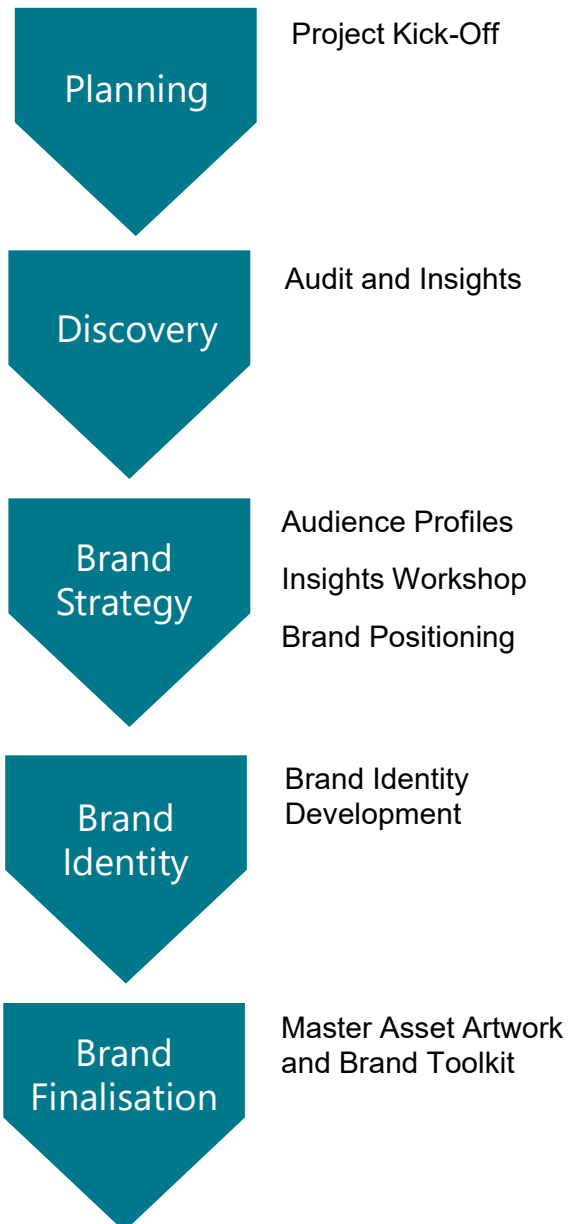 Planning
Project Kick-Off
Discovery
Audit and Insights
Brand
Strategy
Audience Profiles
Insights Workshop
Brand Positioning
Brand
Identity
Brand Identity
Development
Brand
Finalisation
Master Asset Artwork
and Brand Toolkit